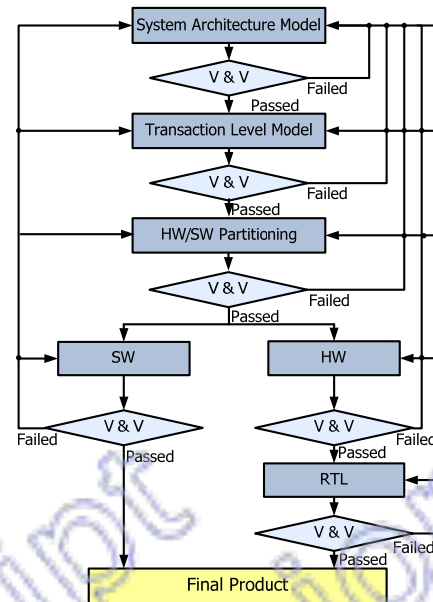 System Architecture Model
V & V
Failed
Passed
Transaction Level Model
V & V
Failed
Passed
HW/SW Partitioning
V & V
Failed
Passed
SW
HW
V & V
V & V
Failed
Failed
Passed
Passed
RTL
V & V
Failed
Passed
Final Product